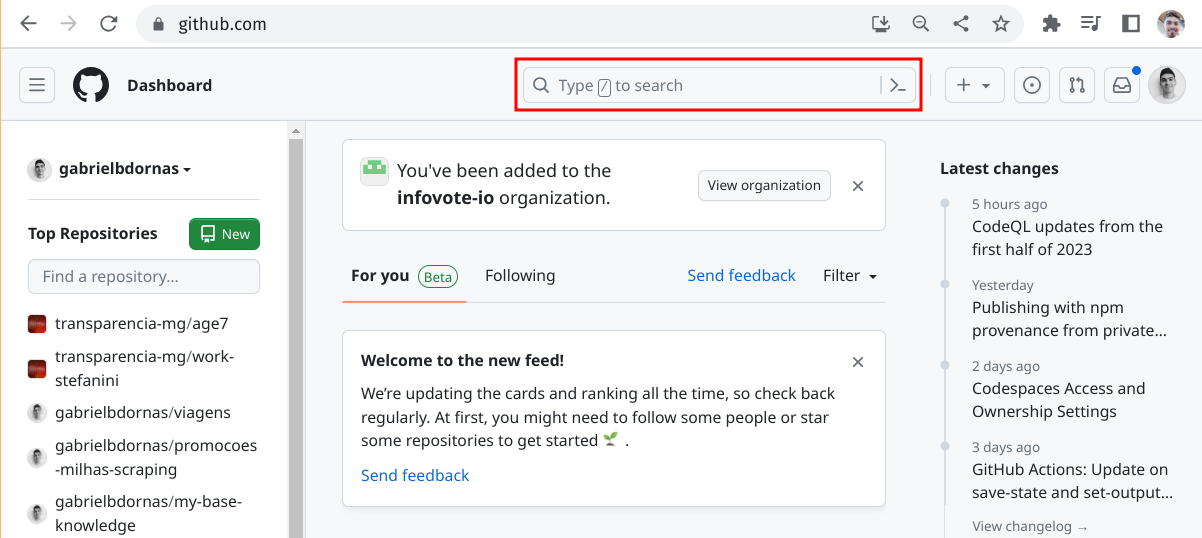 github.com
Dashboard
Type / to search
gabrielbdornas
Top Repositories
New
Find a repository...
transparencia-mg/age7
transparencia-mg/work-
stefanini
gabrielbdornas/viagens
gabrielbdornas/promocoes
-milhas-scraping
gabrielbdornas/my-base-
knowledge
You've been added to the
infovote-io organization.
View organization
For you Beta
Following
Send feedback
Filter
Welcome to the new feed!
We’re updating the cards and ranking all the time, so check back
regularly. At first, you might need to follow some people or star
some repositories to get started 🌱 .
Send feedback
Latest changes
5 hours ago
CodeQL updates from the
first half of 2023
Yesterday
Publishing with npm
provenance from private...
2 days ago
Codespaces Access and
Ownership Settings
3 days ago
GitHub Actions: Update on
save-state and set-output...
View changelog →